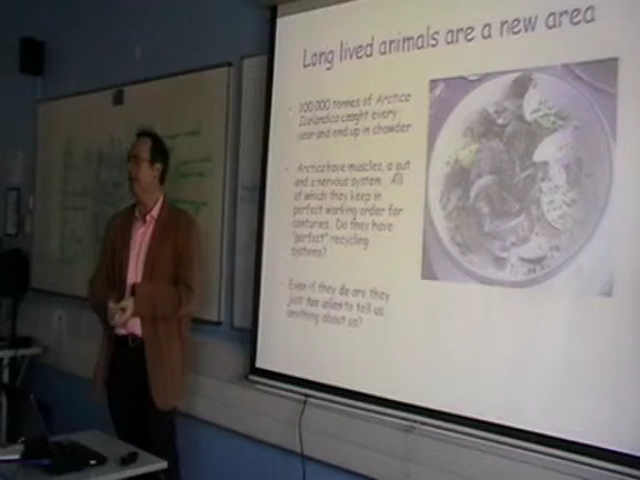 Long lived animals are a new area
100 000 tonnes of Arctica
Icelandica caught every
year and end up in chowder
Arctica have muscles, a gut
and a nervous system. All
of which they keep in
perfect working order for
centuries. Do they have
"perfect" recycling
systems?
Even if they do are they
just too alien to tell us
anything about us?